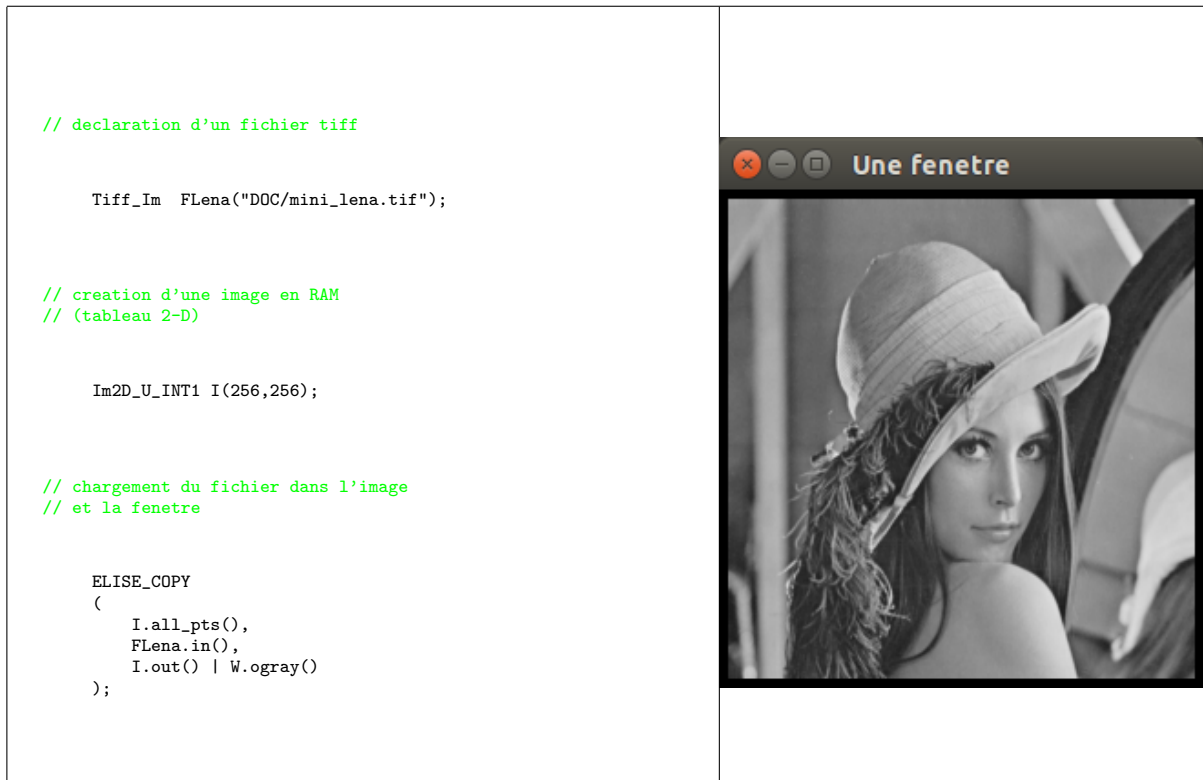 // declaration d'un fichier tiff
Tiff_Im  FLena("DOC/mini_lena.tif");
// creation d'une image en RAM
// (tableau 2-D)
Im2D_U_INT1 I(256,256);
// chargement du fichier dans l'image
// et la fenetre
ELISE_COPY
(
I.all_pts(),
FLena.in(),
I.out() | W.ogray()
);
Une fenetre